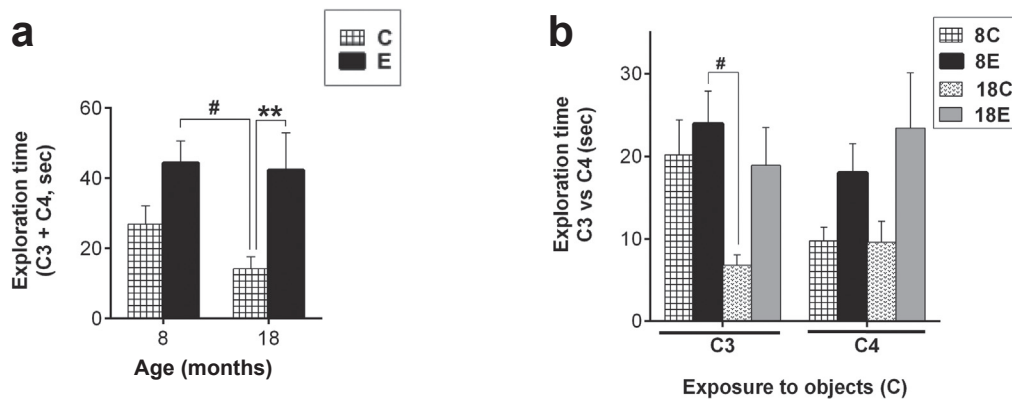 a
C
E
Exploration time
(C3 + C4, sec)
60
40
20
0
#
**
8
18
Age (months)
b
8C
8E
18C
18E
Exploration time
C3 vs C4 (sec)
30
20
10
0
#
C3
C4
Exposure to objects (C)